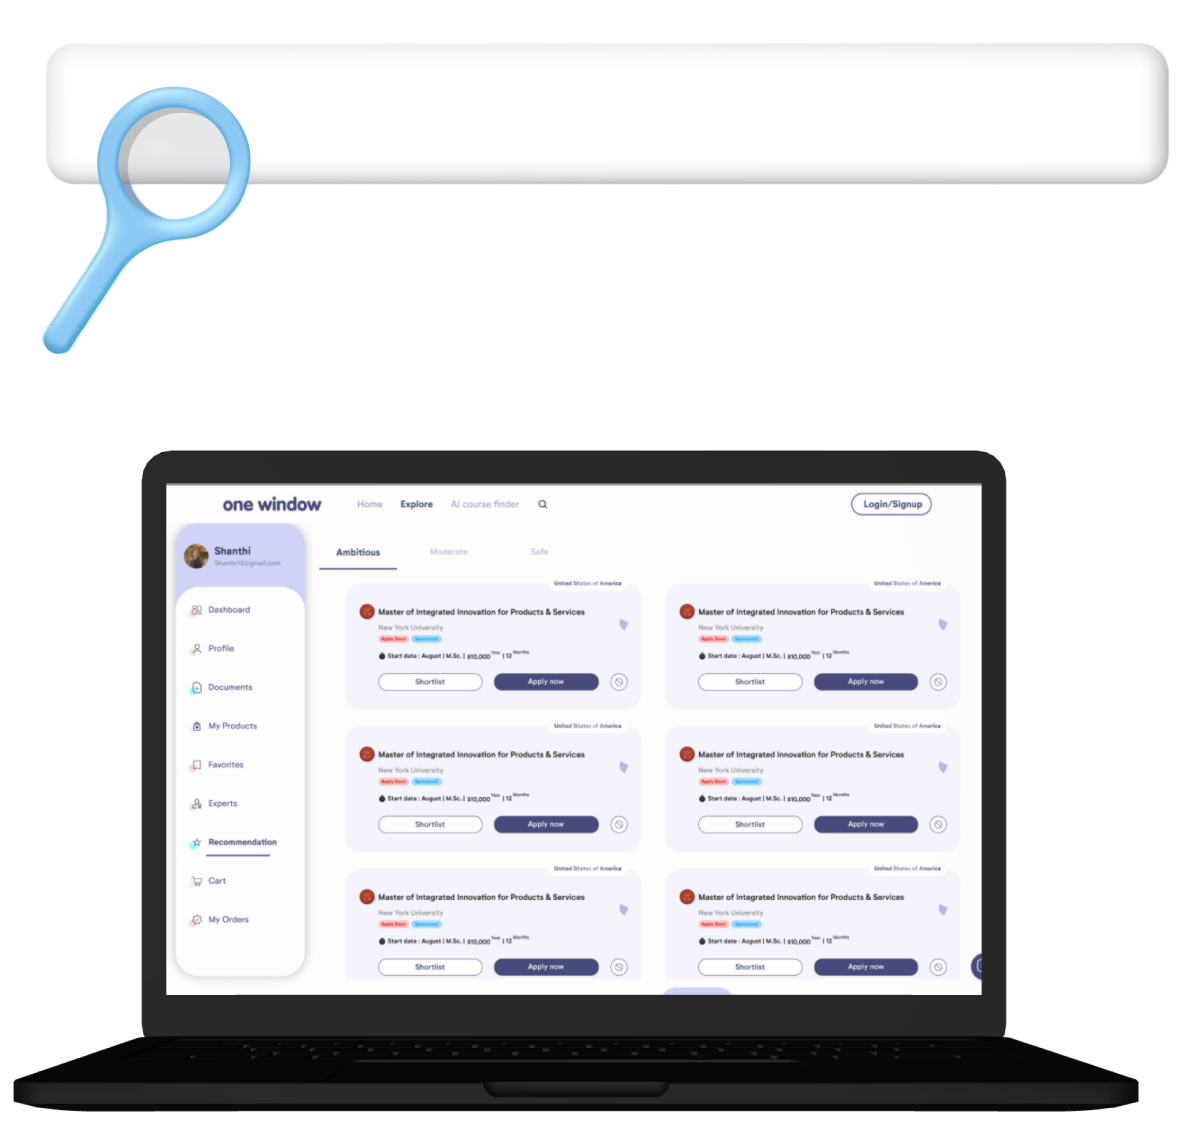 one window
Home Explore AI course finder
Login/Signup
Shanthi
Shanthi12@gmail.com
Dashboard
Profile
Documents
My Products
Favorites
Experts
Recommendation
Cart
My Orders
Ambitious Moderate Safe
United States of America
Master of Integrated Innovation for Products & Services
New York University
Apply Soon Sponsored
Start date : August | M.Sc. | $10,000 Year | 12 Months
Shortlist Apply now
United States of America
Master of Integrated Innovation for Products & Services
New York University
Apply Soon Sponsored
Start date : August | M.Sc. | $10,000 Year | 12 Months
Shortlist Apply now
United States of America
Master of Integrated Innovation for Products & Services
New York University
Apply Soon Sponsored
Start date : August | M.Sc. | $10,000 Year | 12 Months
Shortlist Apply now
United States of America
Master of Integrated Innovation for Products & Services
New York University
Apply Soon Sponsored
Start date : August | M.Sc. | $10,000 Year | 12 Months
Shortlist Apply now
United States of America
Master of Integrated Innovation for Products & Services
New York University
Apply Soon Sponsored
Start date : August | M.Sc. | $10,000 Year | 12 Months
Shortlist Apply now
United States of America
Master of Integrated Innovation for Products & Services
New York University
Apply Soon Sponsored
Start date : August | M.Sc. | $10,000 Year | 12 Months
Shortlist Apply now